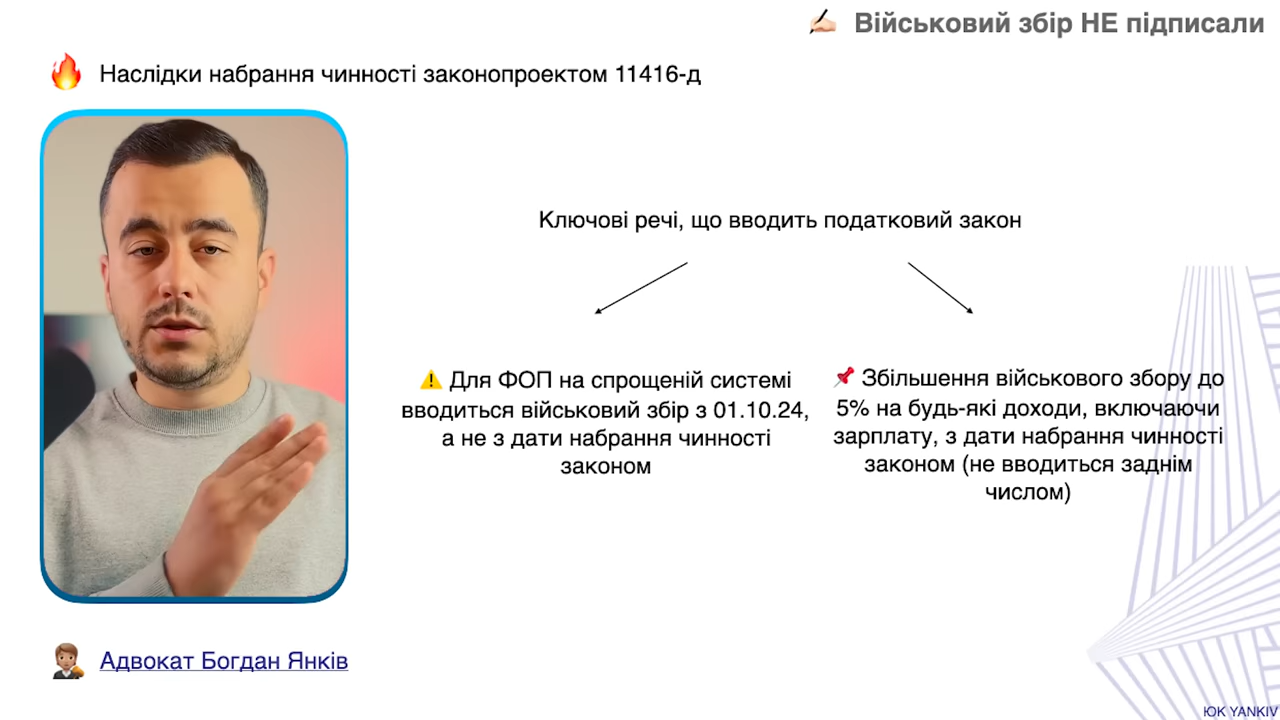 Військовий збір НЕ підписали
Наслідки набрання чинності законопроектом 11416-д
Ключові речі, що вводить податковий закон
Для ФОП на спрощеній системі
вводиться військовий збір з 01.10.24,
а не з дати набрання чинності
законом
Збільшення військового збору до
5% на будь-які доходи, включаючи
зарплату, з дати набрання чинності
законом (не вводиться заднім
числом)
Адвокат Богдан Янків
ЮК YANKIV